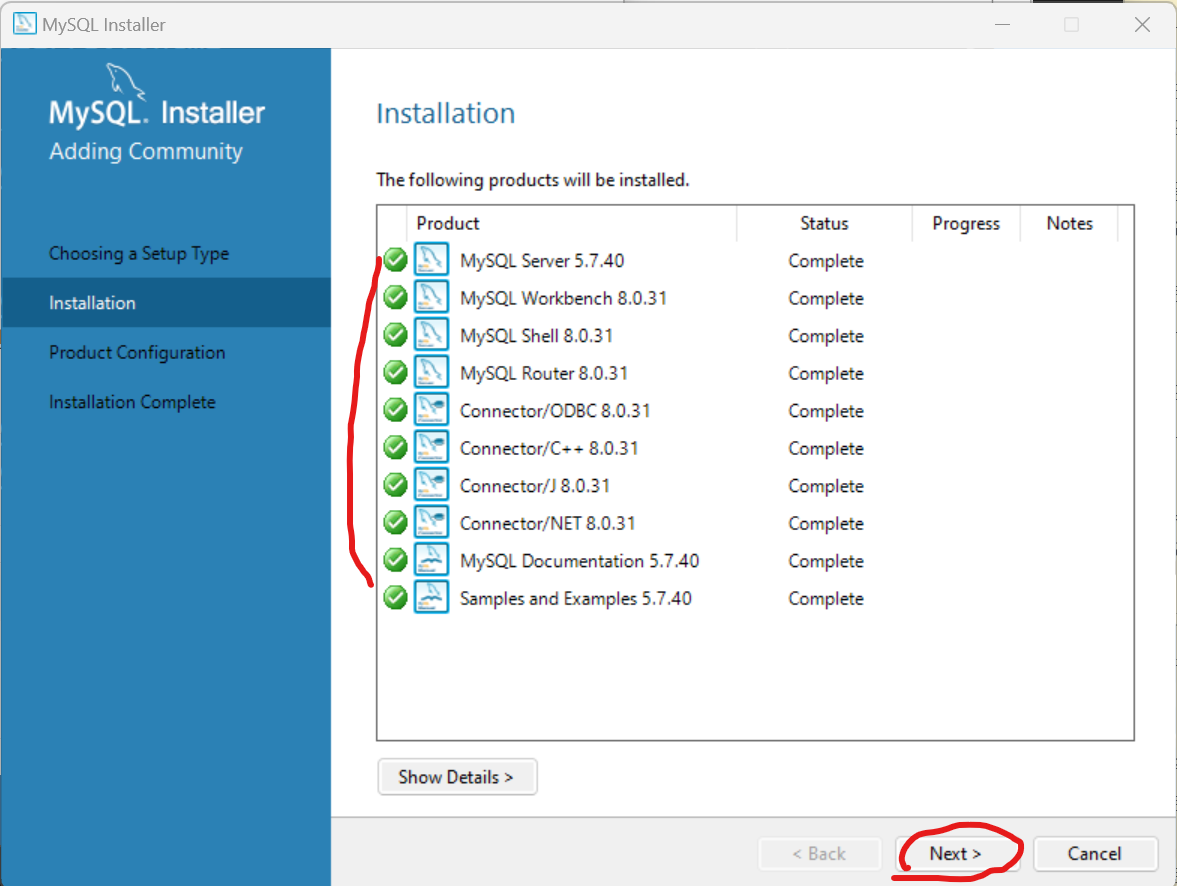 MySQL Installer
MySQL. Installer
Adding Community
Choosing a Setup Type
Installation
Product Configuration
Installation Complete
Installation
The following products will be installed.
Product Status Progress Notes
MySQL Server 5.7.40 Complete
MySQL Workbench 8.0.31 Complete
MySQL Shell 8.0.31 Complete
MySQL Router 8.0.31 Complete
Connector/ODBC 8.0.31 Complete
Connector/C++ 8.0.31 Complete
Connector/J 8.0.31 Complete
Connector/NET 8.0.31 Complete
MySQL Documentation 5.7.40 Complete
Samples and Examples 5.7.40 Complete
Show Details >
< Back Next > Cancel